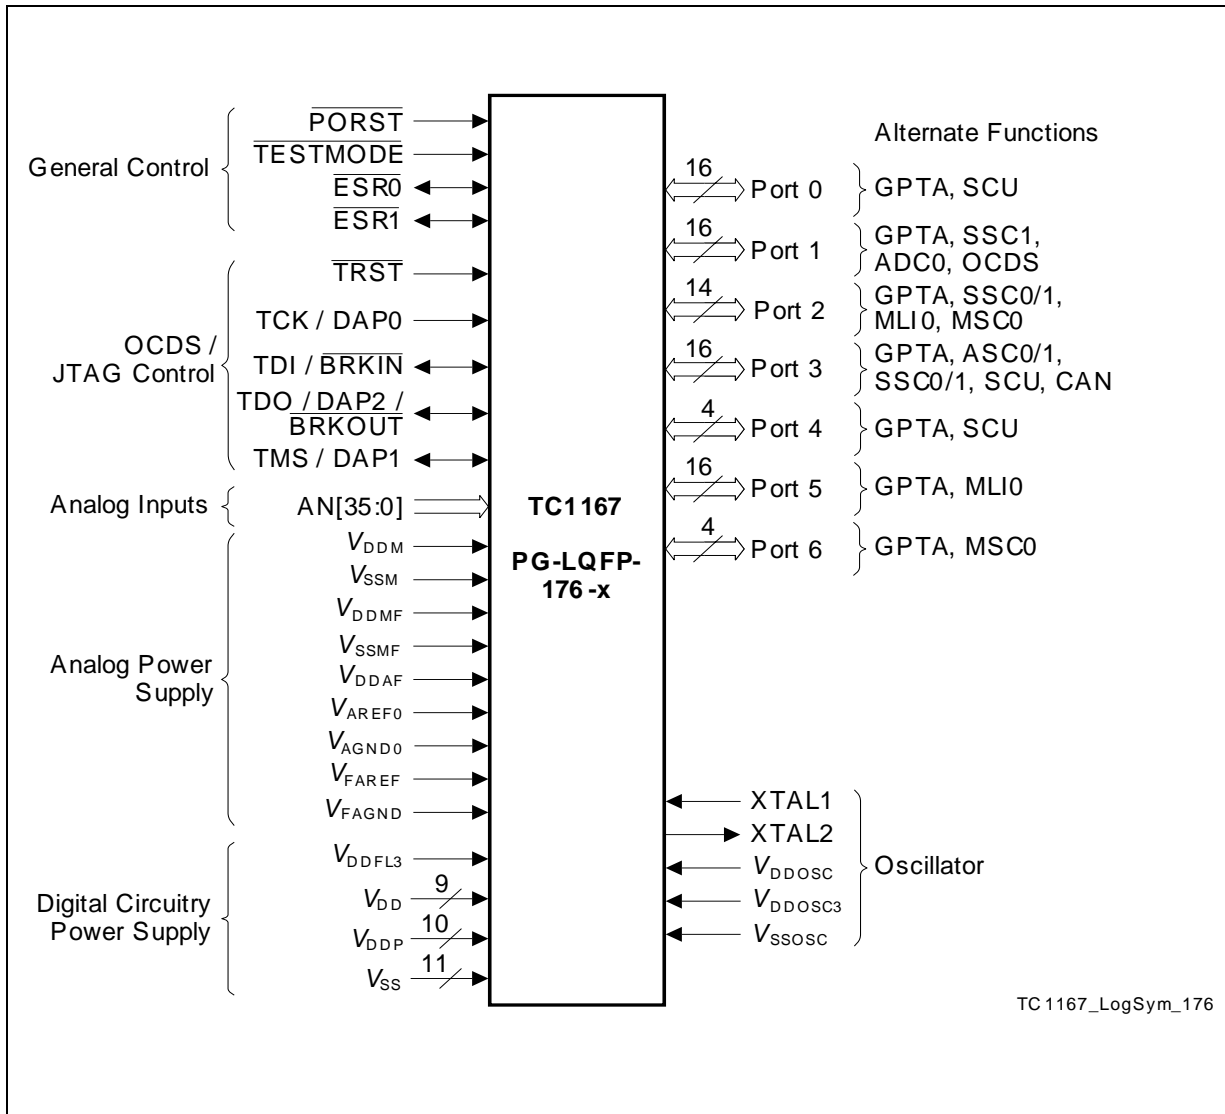 General Control
PORST
TESTMODE
ESR0
ESR1
OCDS /
JTAG Control
TRST
TCK / DAP0
TDI / BRKIN
TDO / DAP2 /
BRKOUT
TMS / DAP1
Analog Inputs
AN[35:0]
Analog Power
Supply
VDDM
VSSM
VDDMF
VSSMF
VDDAF
VAREF0
VAGND0
VFAREF
VFAGND
Digital Circuitry
Power Supply
VDDFL3
VDD
9
VDDP
10
VSS
11
TC1167
PG-LQFP-
176-x
Alternate Functions
16
Port 0
GPTA, SCU
16
Port 1
GPTA, SSC1,
ADC0, OCDS
14
Port 2
GPTA, SSC0/1,
MLI0, MSC0
16
Port 3
GPTA, ASC0/1,
SSC0/1, SCU, CAN
4
Port 4
GPTA, SCU
16
Port 5
GPTA, MLI0
4
Port 6
GPTA, MSC0
XTAL1
XTAL2
VDDOSC
VDDOSC3
VSSOSC
Oscillator
TC1167_LogSym_176